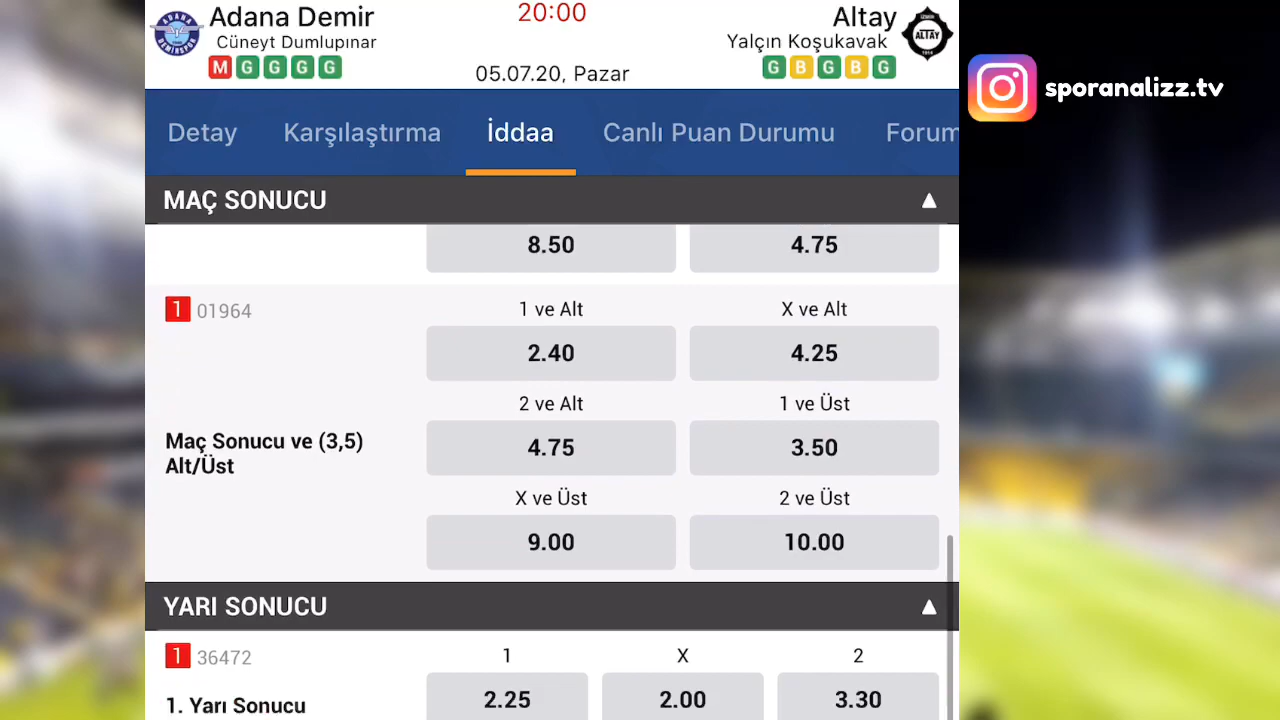 Adana Demir
20:00
Altay
Cüneyt Dumlupınar
Yalçın Koşukavak
M G G G G
05.07.20, Pazar
G B G B G
ALTAY
sporanalizz.tv
Detay Karşılaştırma İddaa Canlı Puan Durumu Forum
MAÇ SONUCU ▲
8.50 4.75
1 01964
1 ve Alt X ve Alt
2.40 4.25
2 ve Alt 1 ve Üst
Maç Sonucu ve (3,5)
Alt/Üst
4.75 3.50
X ve Üst 2 ve Üst
9.00 10.00
YARI SONUCU ▲
1 36472
1 X 2
1. Yarı Sonucu
2.25 2.00 3.30